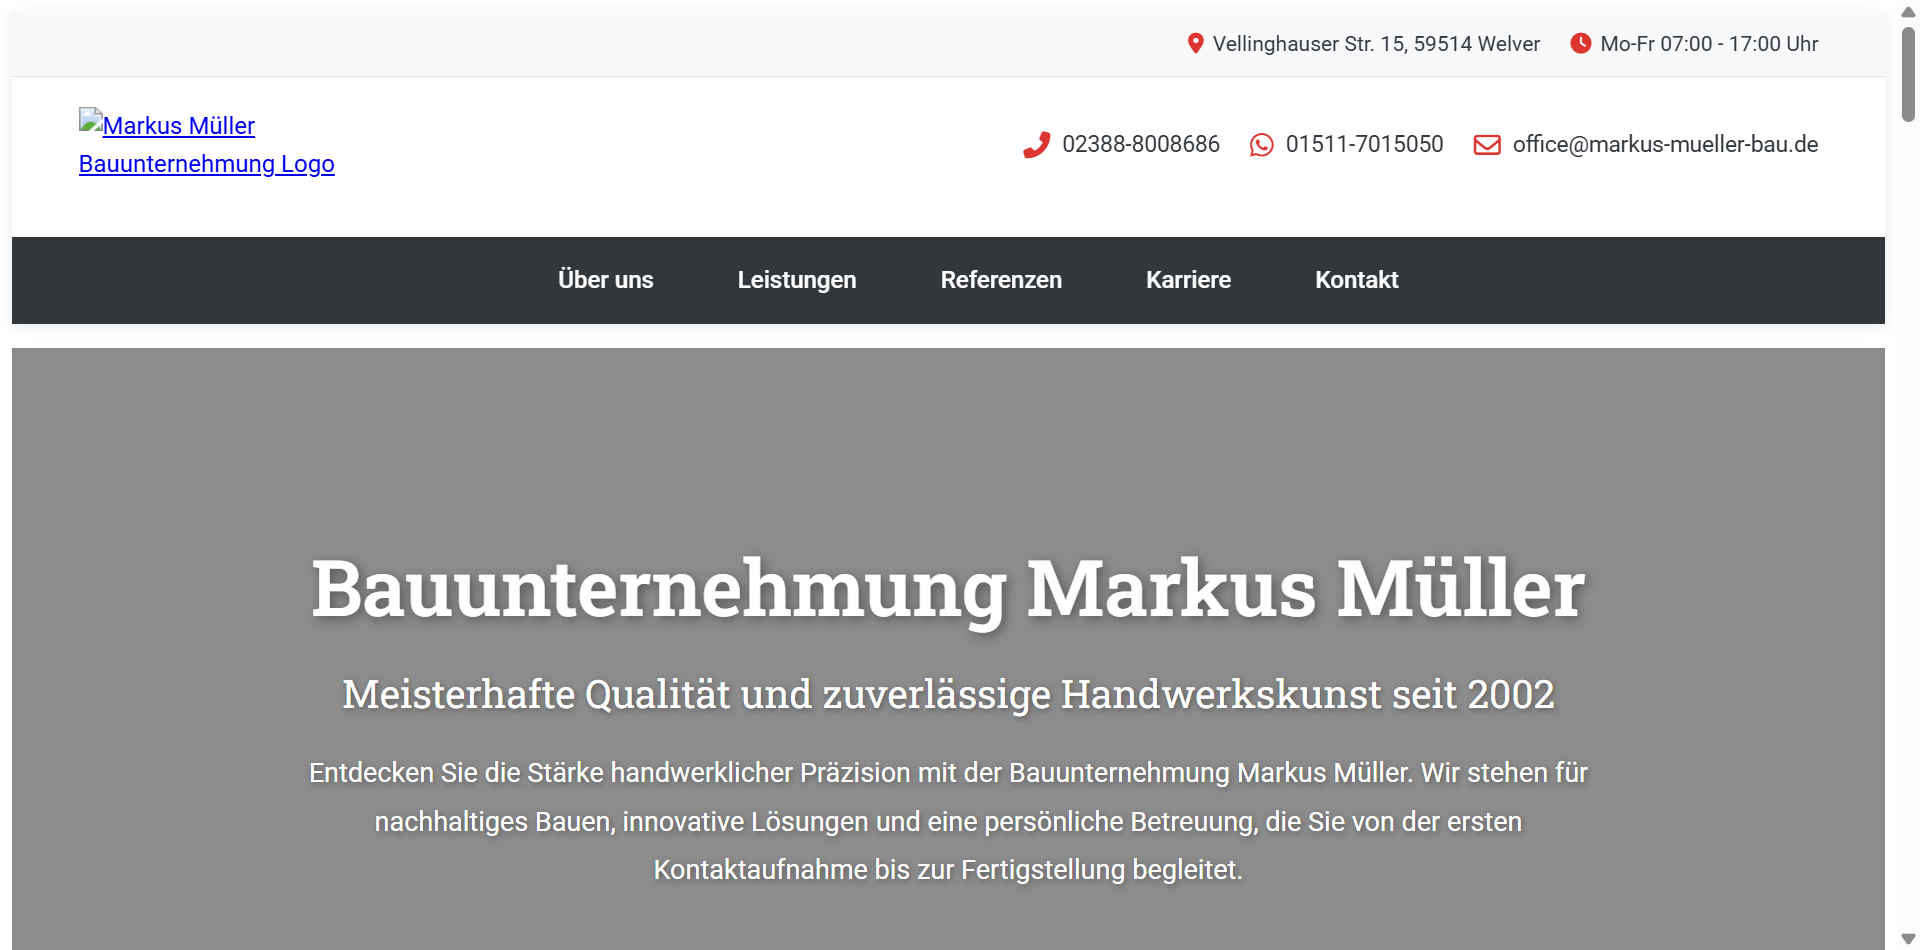 Vellinghauser Str. 15, 59514 Welver
Mo-Fr 07:00 - 17:00 Uhr
Markus Müller
Bauunternehmung Logo
02388-8008686
01511-7015050
office@markus-mueller-bau.de
Über uns
Leistungen
Referenzen
Karriere
Kontakt
Bauunternehmung Markus Müller
Meisterhafte Qualität und zuverlässige Handwerkskunst seit 2002
Entdecken Sie die Stärke handwerklicher Präzision mit der Bauunternehmung Markus Müller. Wir stehen für
nachhaltiges Bauen, innovative Lösungen und eine persönliche Betreuung, die Sie von der ersten
Kontaktaufnahme bis zur Fertigstellung begleitet.